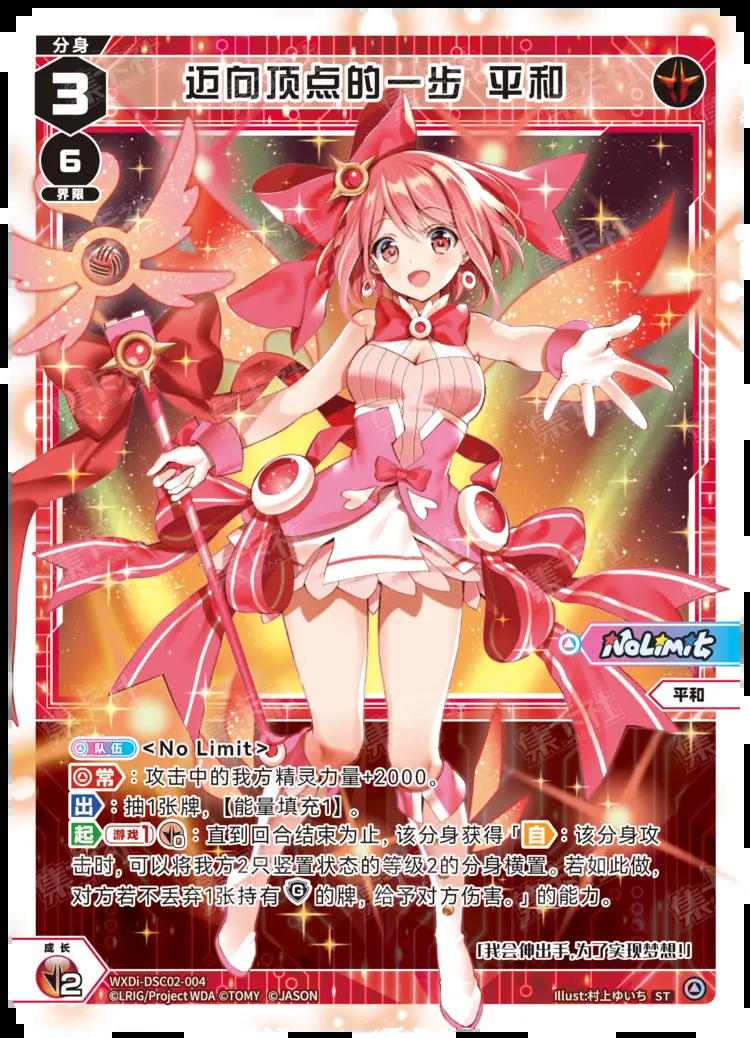 分身
3
迈向顶点的一步 平和
6
界限
NoLimit
平和
队伍 <No Limit>
常：攻击中的我方精灵力量+2000。
出：抽1张牌，【能量填充1】。
起 游戏1 0：直到回合结束为止，该分身获得「自：该分身攻
击时，可以将我方2只竖置状态的等级2的分身横置。若如此做，
对方若不丢弃1张持有G的牌，给予对方伤害。」的能力。
「我会伸出手，为了实现梦想！」
成长
2
WXDi-DSC02-004
©LRIG/Project WDA ©TOMY ©JASON
Illust:村上ゆいち ST
集卡社